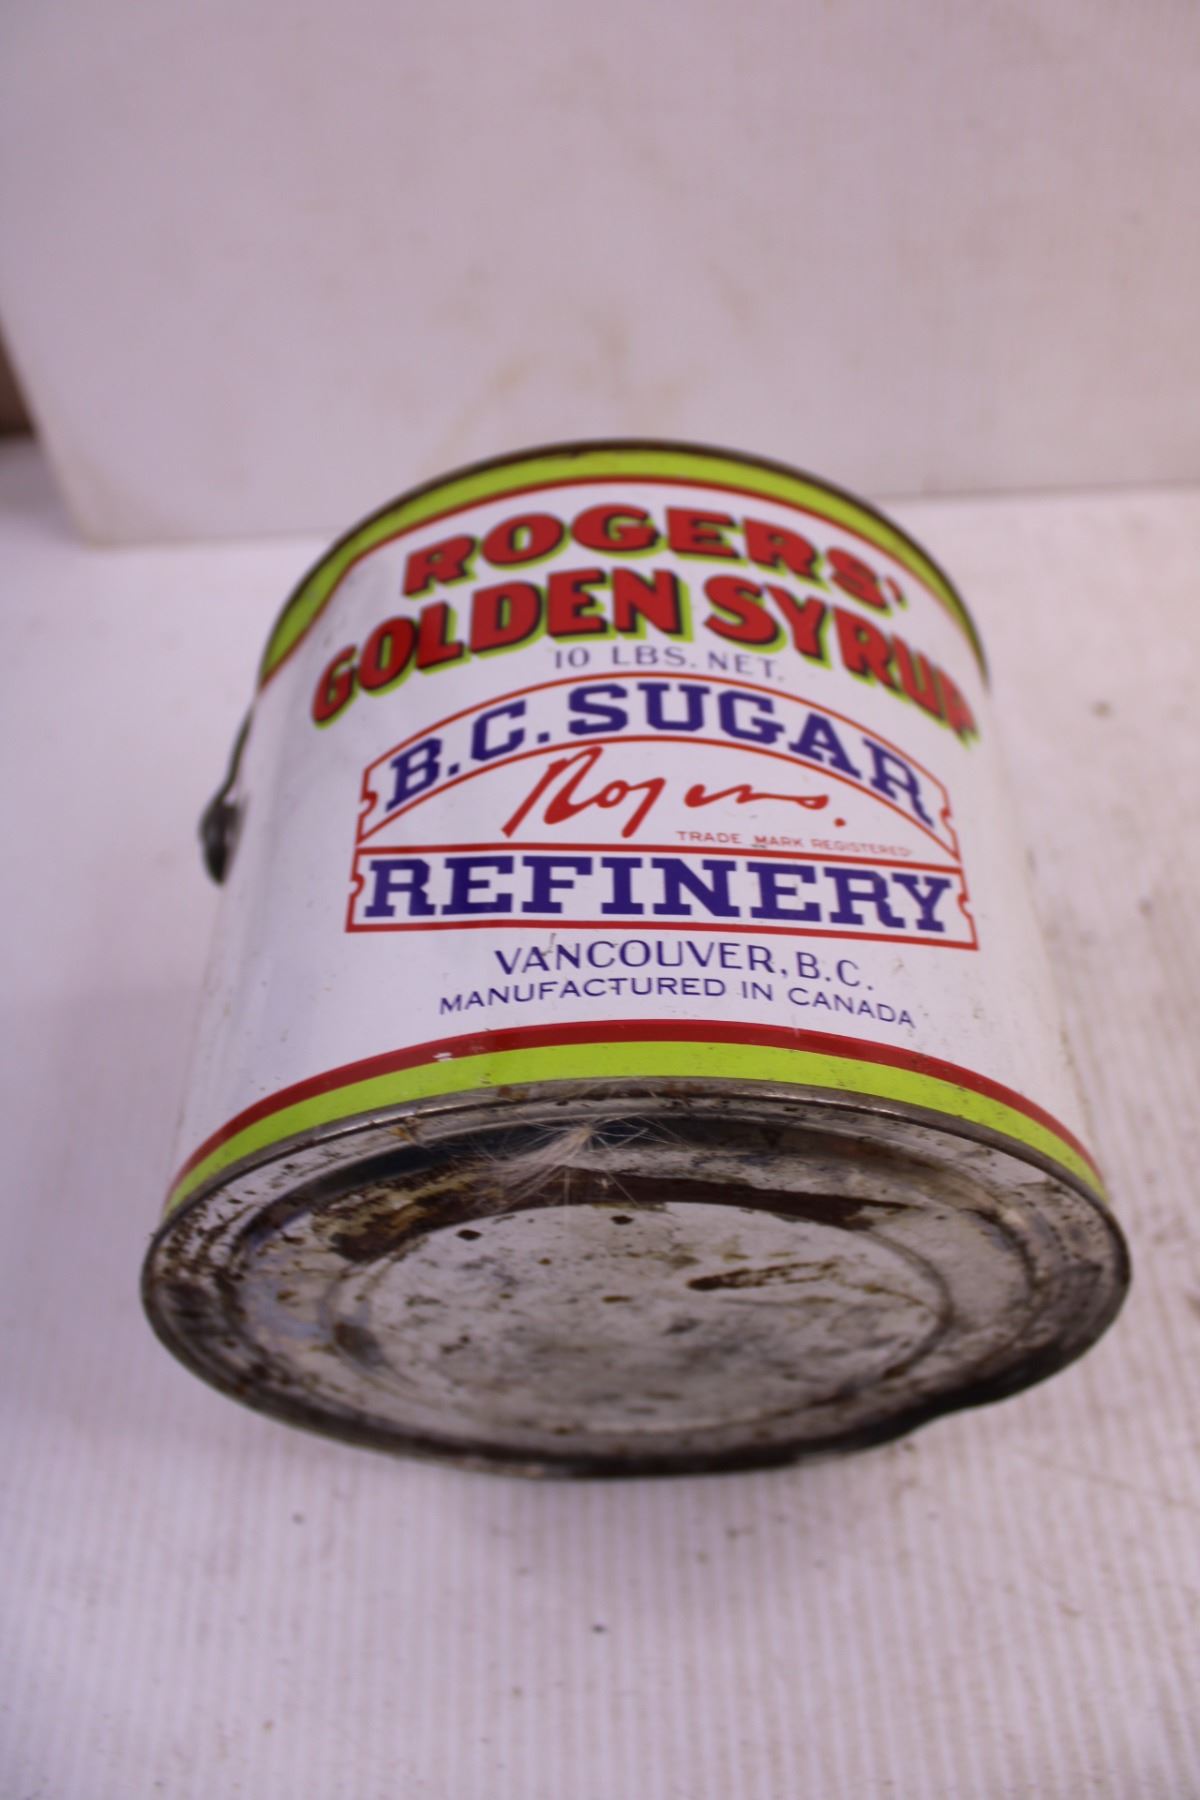 ROGERS'
GOLDEN SYRUP
10 LBS. NET.
B.C. SUGAR
Rogers.
TRADE MARK REGISTERED
REFINERY
VANCOUVER, B.C.
MANUFACTURED IN CANADA